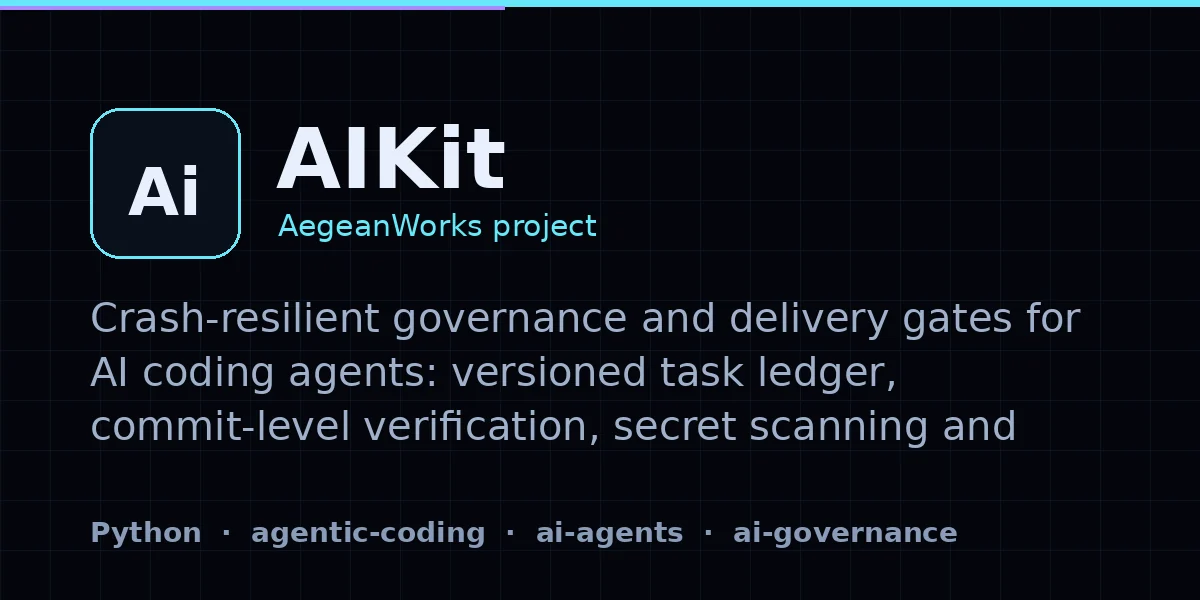 Ai
AIKit
AegeanWorks project
Crash-resilient governance and delivery gates for
AI coding agents: versioned task ledger,
commit-level verification, secret scanning and
Python · agentic-coding · ai-agents · ai-governance